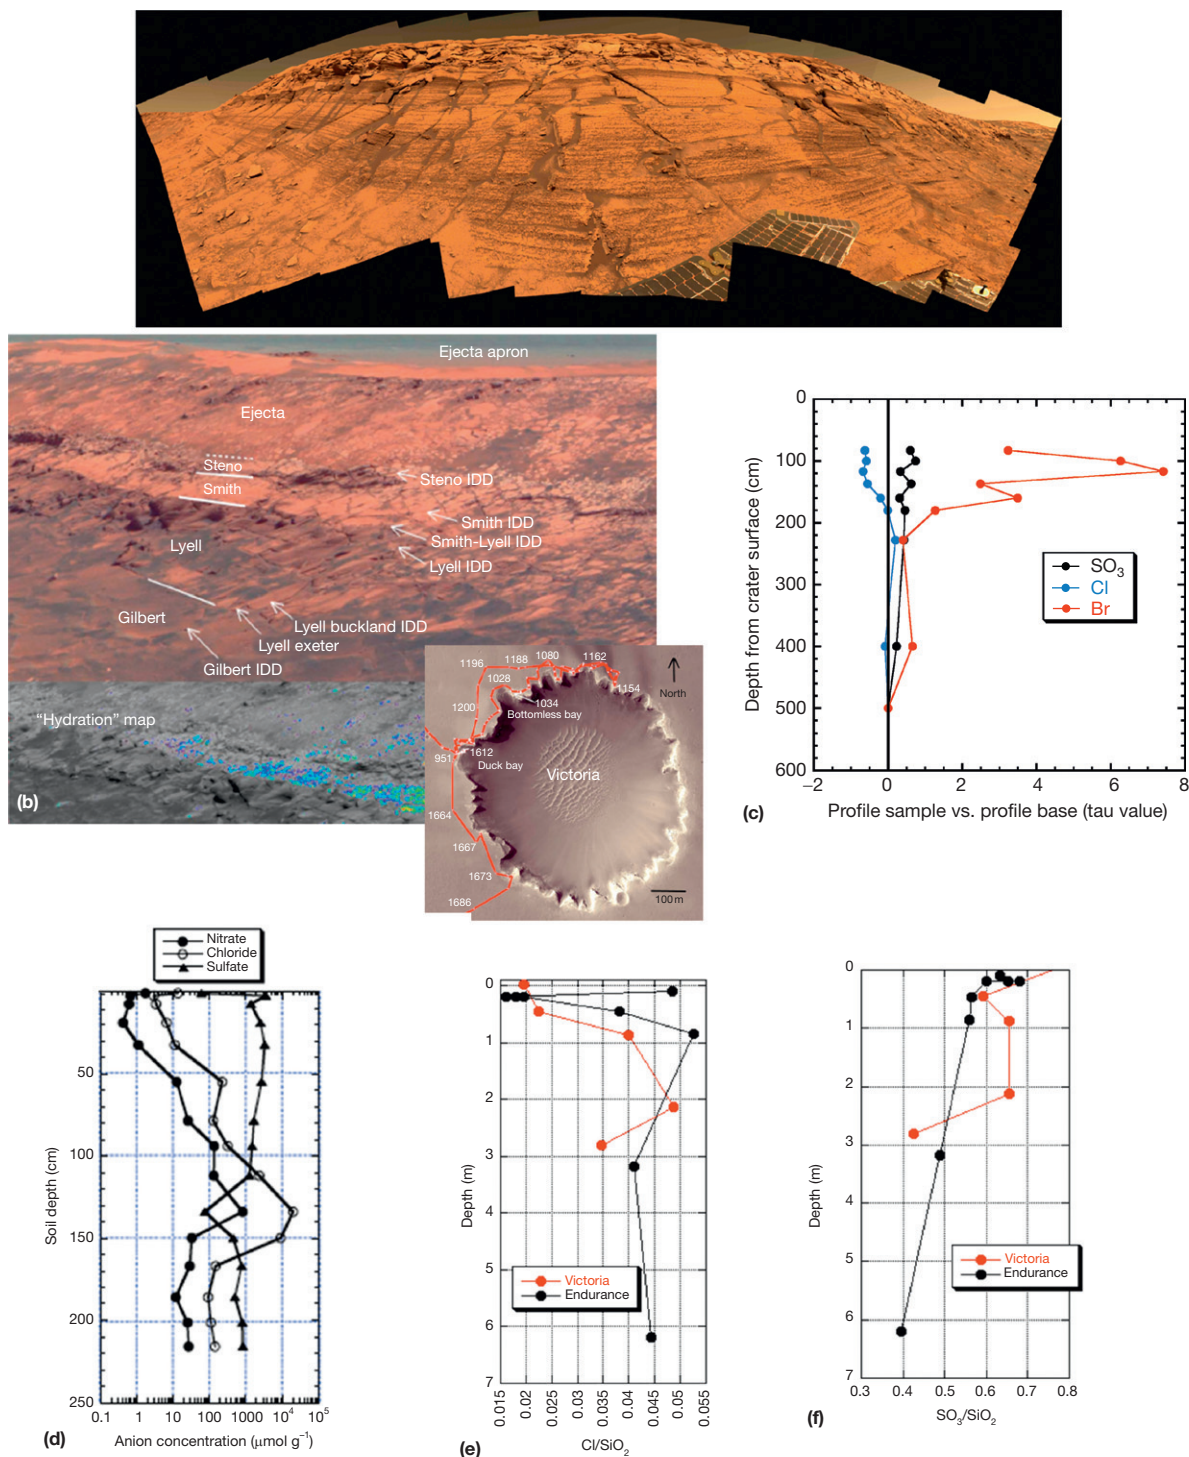 Ejecta apron
Ejecta
Steno
Steno IDD
Smith
Smith IDD
Smith-Lyell IDD
Lyell
Lyell IDD
Gilbert
Lyell buckland IDD
Lyell exeter
Gilbert IDD
"Hydration" map
(b)
1196
1188
1080
1162
1028
1154
North
1034
1200
Bottomless bay
951
1612
Duck bay
Victoria
1664
1667
1673
1686
100 m
0
100
200
300
400
500
600
Depth from crater surface (cm)
SO₃
Cl
Br
−2
0
2
4
6
8
Profile sample vs. profile base (tau value)
(c)
Nitrate
Chloride
Sulfate
50
100
150
200
250
Soil depth (cm)
0.1
1
10
100
1000
10⁴
10⁵
Anion concentration (μmol g⁻¹)
(d)
0
1
2
3
4
5
6
7
Depth (m)
Victoria
Endurance
0.015
0.02
0.025
0.03
0.035
0.04
0.045
0.05
0.055
Cl/SiO₂
(e)
0
1
2
3
4
5
6
7
Depth (m)
Victoria
Endurance
0.3
0.4
0.5
0.6
0.7
0.8
SO₃/SiO₂
(f)